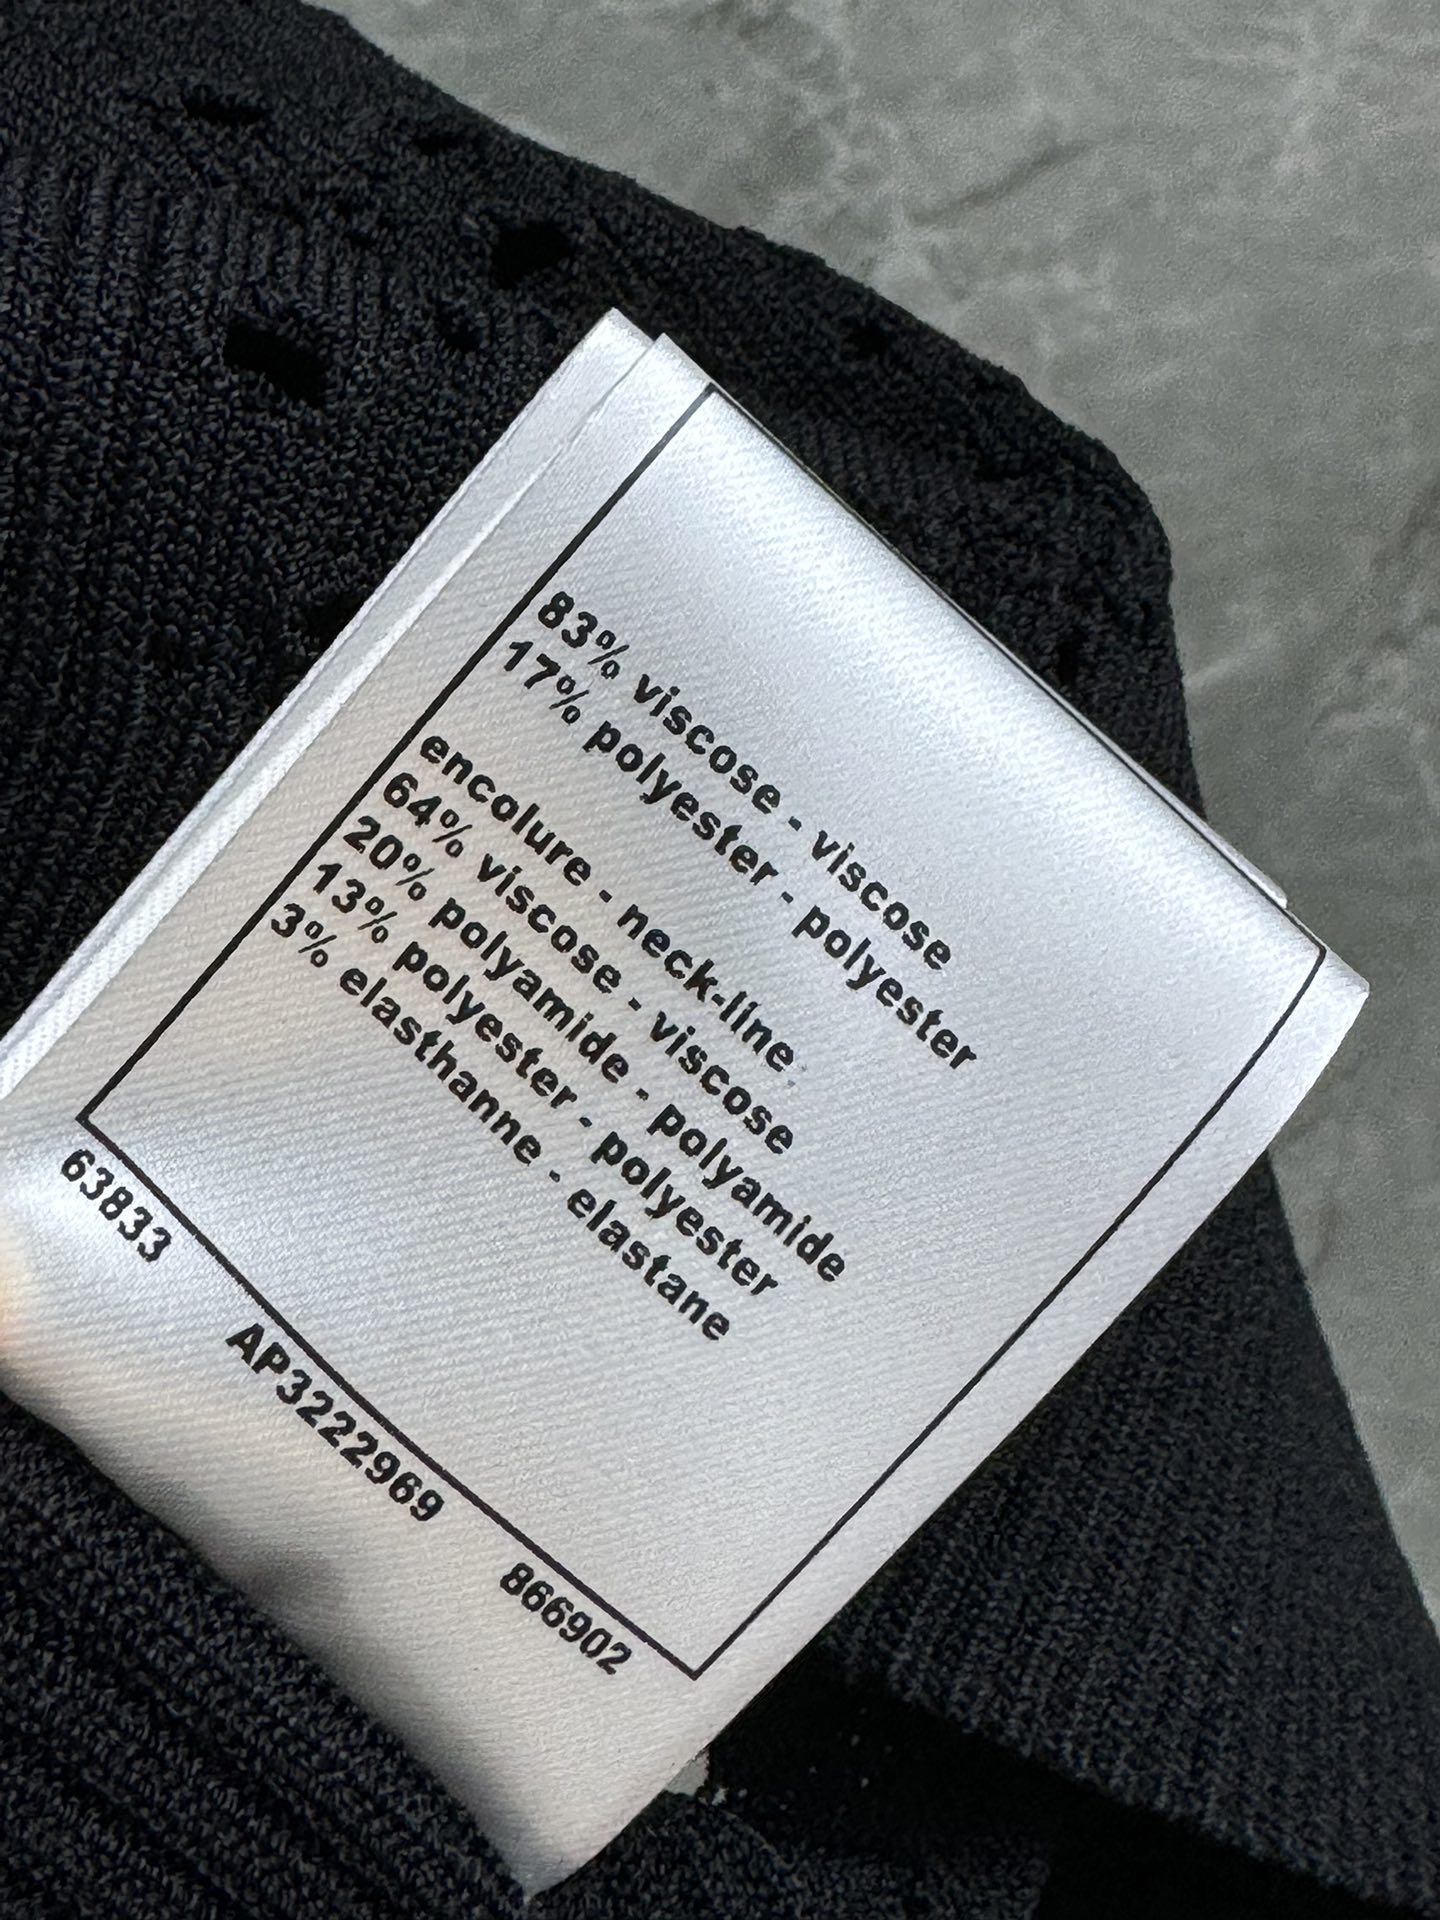 83% viscose - viscose
17% polyester - polyester
encolure - neck-line
64% viscose - viscose
20% polyamide - polyamide
13% polyester - polyester
3% elasthanne - elastane
63833 AP3222969 866902